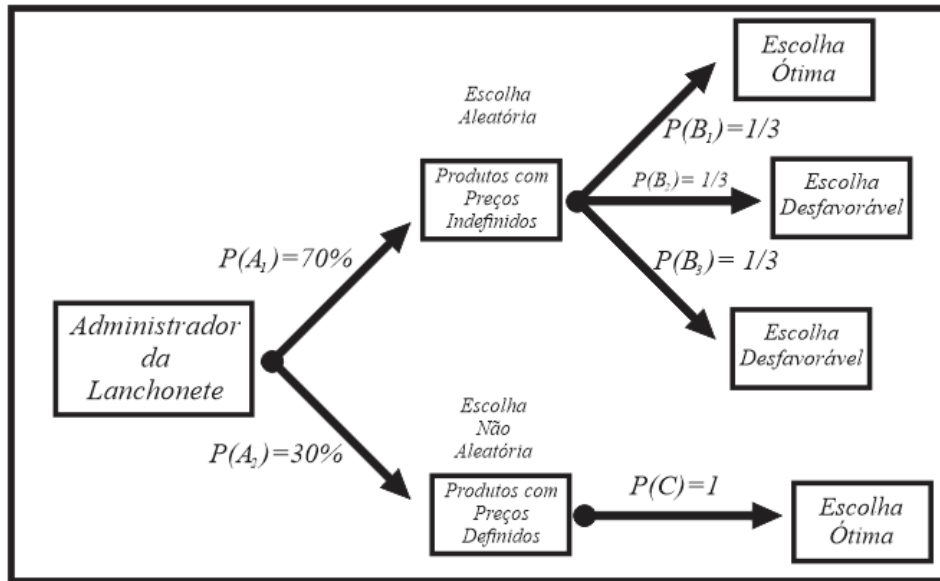 Administrador
da
Lanchonete
P(A₁)=70%
P(A₂)=30%
Escolha
Aleatória
Produtos com
Preços
Indefinidos
P(B₁)=1/3
P(B₂)= 1/3
P(B₃)= 1/3
Escolha
Ótima
Escolha
Desfavorável
Escolha
Desfavorável
Escolha
Não
Aleatória
Produtos com
Preços
Definidos
P(C)=1
Escolha
Ótima